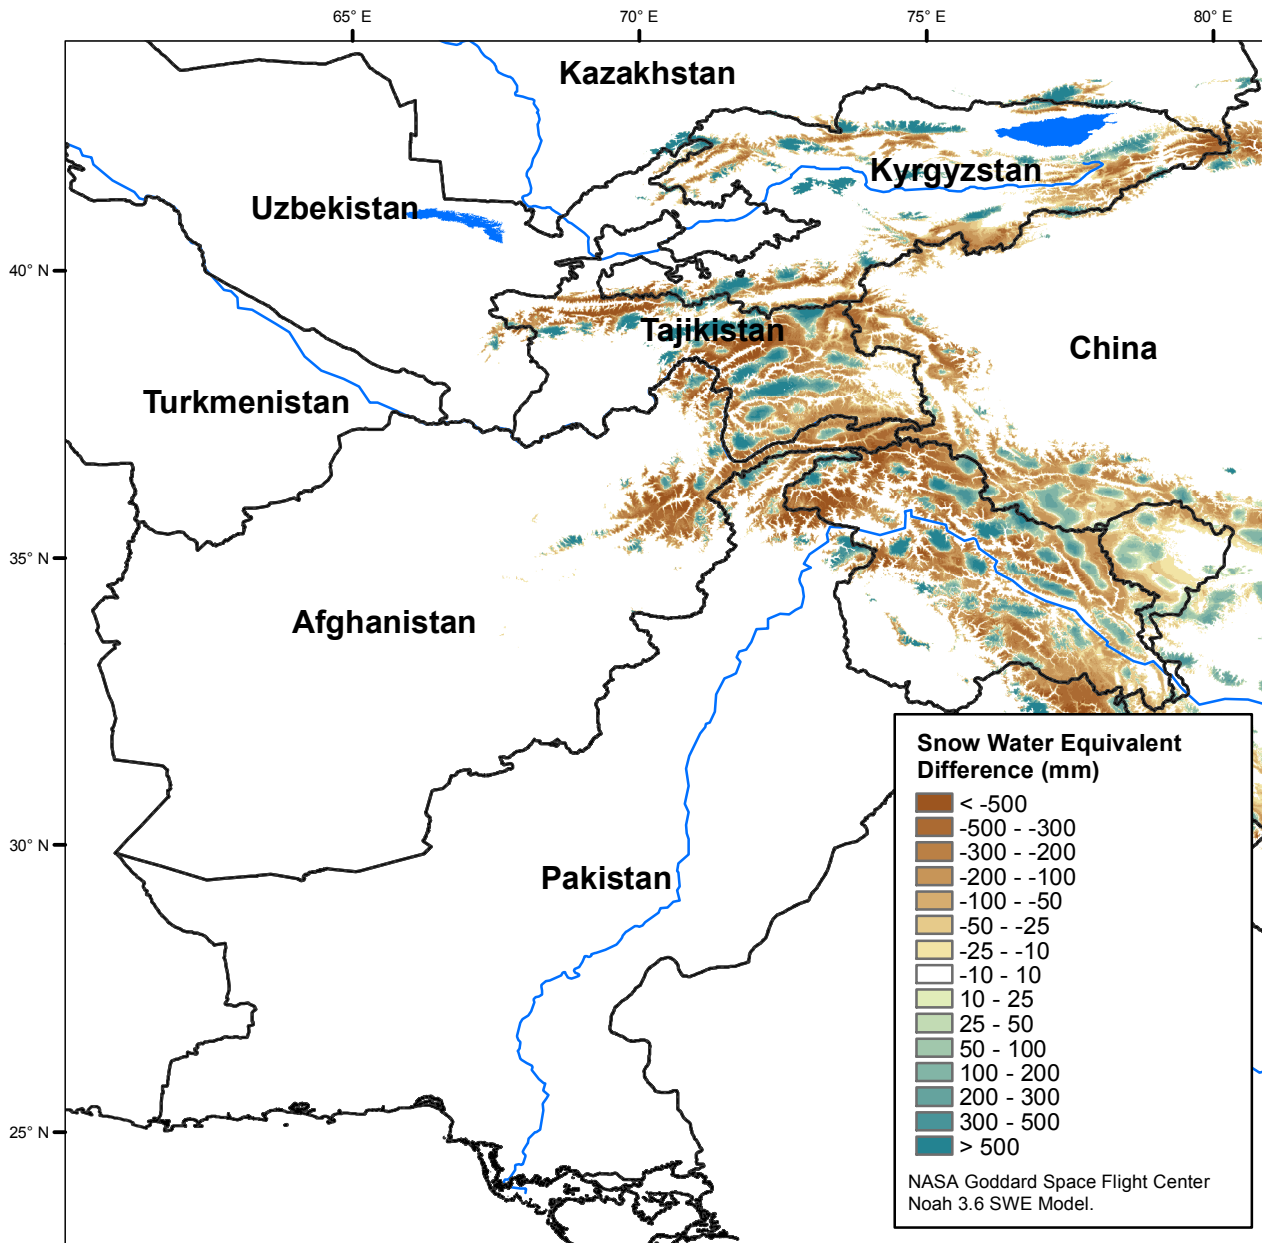 65° E
70° E
75° E
80° E
Kazakhstan
Kyrgyzstan
Uzbekistan
40° N
Tajikistan
China
Turkmenistan
35° N
Afghanistan
Snow Water Equivalent
Difference (mm)
< -500
-500 - -300
-300 - -200
-200 - -100
-100 - -50
-50 - -25
-25 - -10
-10 - 10
10 - 25
25 - 50
50 - 100
100 - 200
200 - 300
300 - 500
> 500
30° N
Pakistan
25° N
NASA Goddard Space Flight Center
Noah 3.6 SWE Model.